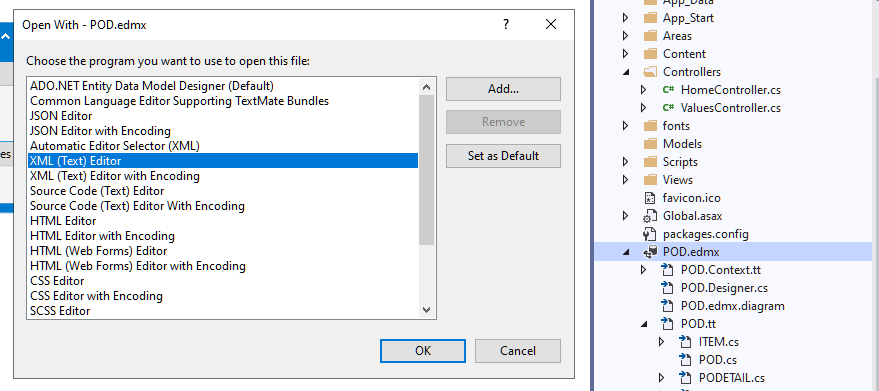 Open With - POD.edmx
Choose the program you want to use to open this file:
ADO.NET Entity Data Model Designer (Default)
Common Language Editor Supporting TextMate Bundles
JSON Editor
JSON Editor with Encoding
Automatic Editor Selector (XML)
XML (Text) Editor
XML (Text) Editor with Encoding
Source Code (Text) Editor
Source Code (Text) Editor With Encoding
HTML Editor
HTML Editor with Encoding
HTML (Web Forms) Editor
HTML (Web Forms) Editor with Encoding
CSS Editor
CSS Editor with Encoding
SCSS Editor
Add...
Remove
Set as Default
OK
Cancel
es
App_Data
App_Start
Areas
Content
Controllers
C# HomeController.cs
C# ValuesController.cs
fonts
Models
Scripts
Views
favicon.ico
Global.asax
packages.config
POD.edmx
POD.Context.tt
POD.Designer.cs
POD.edmx.diagram
POD.tt
ITEM.cs
POD.cs
PODETAIL.cs